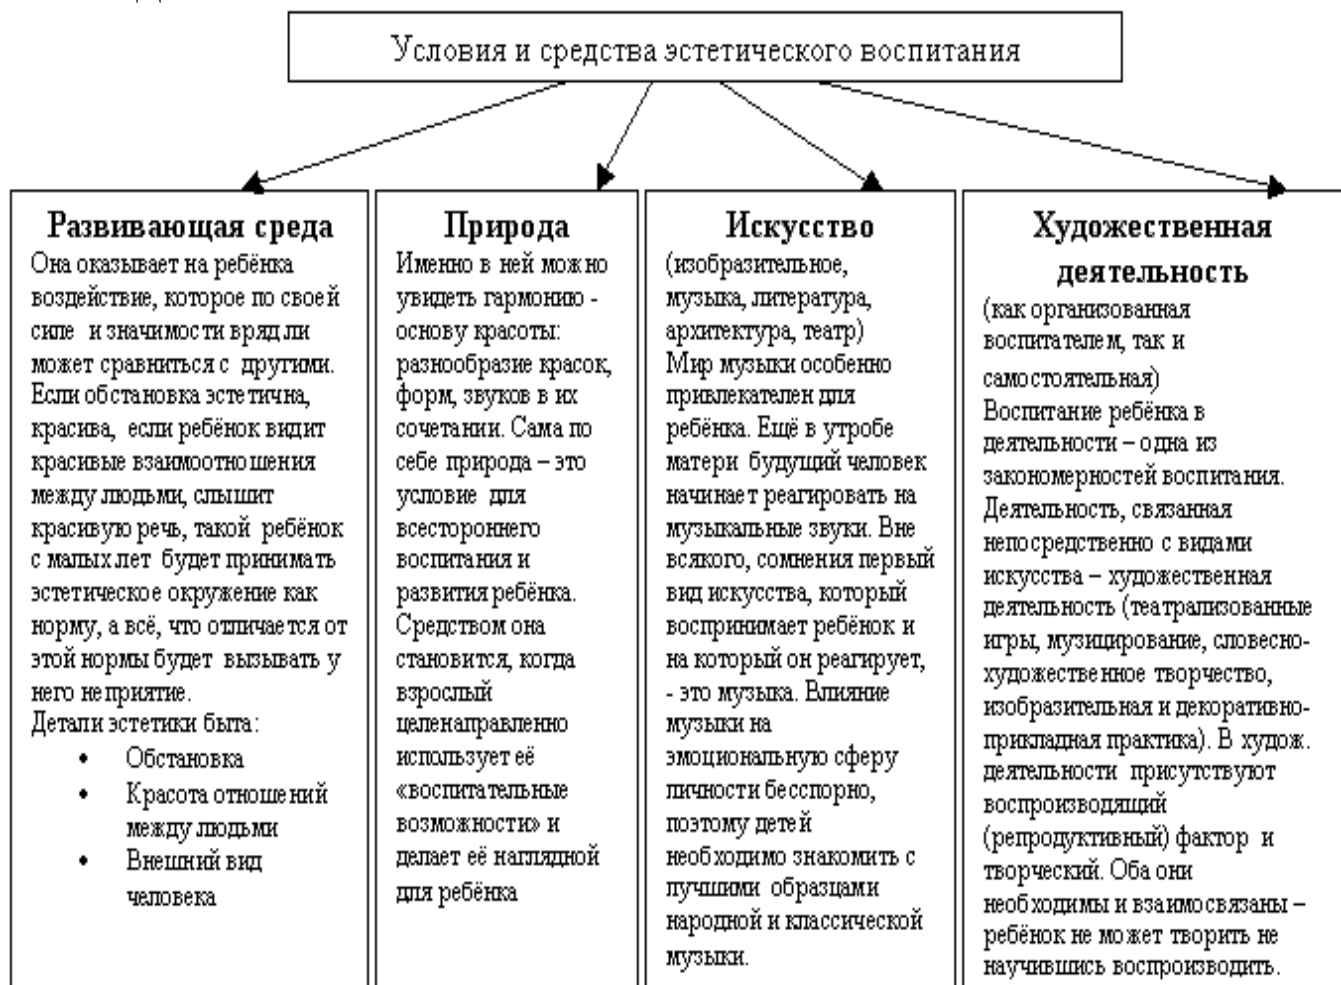 Условия и средства эстетического воспитания
Развивающая среда
Она оказывает на ребёнка
воздействие, которое по своей
силе и значимости вряд ли
может сравниться с другими.
Если обстановка эстетична,
красива, если ребёнок видит
красивые взаимоотношения
между людьми, слышит
красивую речь, такой ребёнок
с малых лет будет принимать
эстетическое окружение как
норму, а всё, что отличается от
этой нормы будет вызывать у
него неприятие.
Детали эстетики быта:
• Обстановка
• Красота отношений
между людьми
• Внешний вид
человека
Природа
Именно в ней можно
увидеть гармонию -
основу красоты:
разнообразие красок,
форм, звуков в их
сочетании. Сама по
себе природа – это
условие для
всестороннего
воспитания и
развития ребёнка.
Средством она
становится, когда
взрослый
целенаправленно
использует её
«воспитательные
возможности» и
делает её наглядной
для ребёнка
Искусство
(изобразительное,
музыка, литература,
архитектура, театр)
Мир музыки особенно
привлекателен для
ребёнка. Ещё в утробе
матери будущий человек
начинает реагировать на
музыкальные звуки. Вне
всякого, сомнения первый
вид искусства, который
воспринимает ребёнок и
на который он реагирует,
- это музыка. Влияние
музыки на
эмоциональную сферу
личности бесспорно,
поэтому детей
необходимо знакомить с
лучшими образцами
народной и классической
музыки.
Художественная
деятельность
(как организованная
воспитателем, так и
самостоятельная)
Воспитание ребёнка в
деятельности – одна из
закономерностей воспитания.
Деятельность, связанная
непосредственно с видами
искусства – художественная
деятельность (театрализованные
игры, музицирование, словесно-
художественное творчество,
изобразительная и декоративно-
прикладная практика). В худож.
деятельности присутствуют
воспроизводящий
(репродуктивный) фактор и
творческий. Оба они
необходимы и взаимосвязаны –
ребёнок не может творить не
научившись воспроизводить.